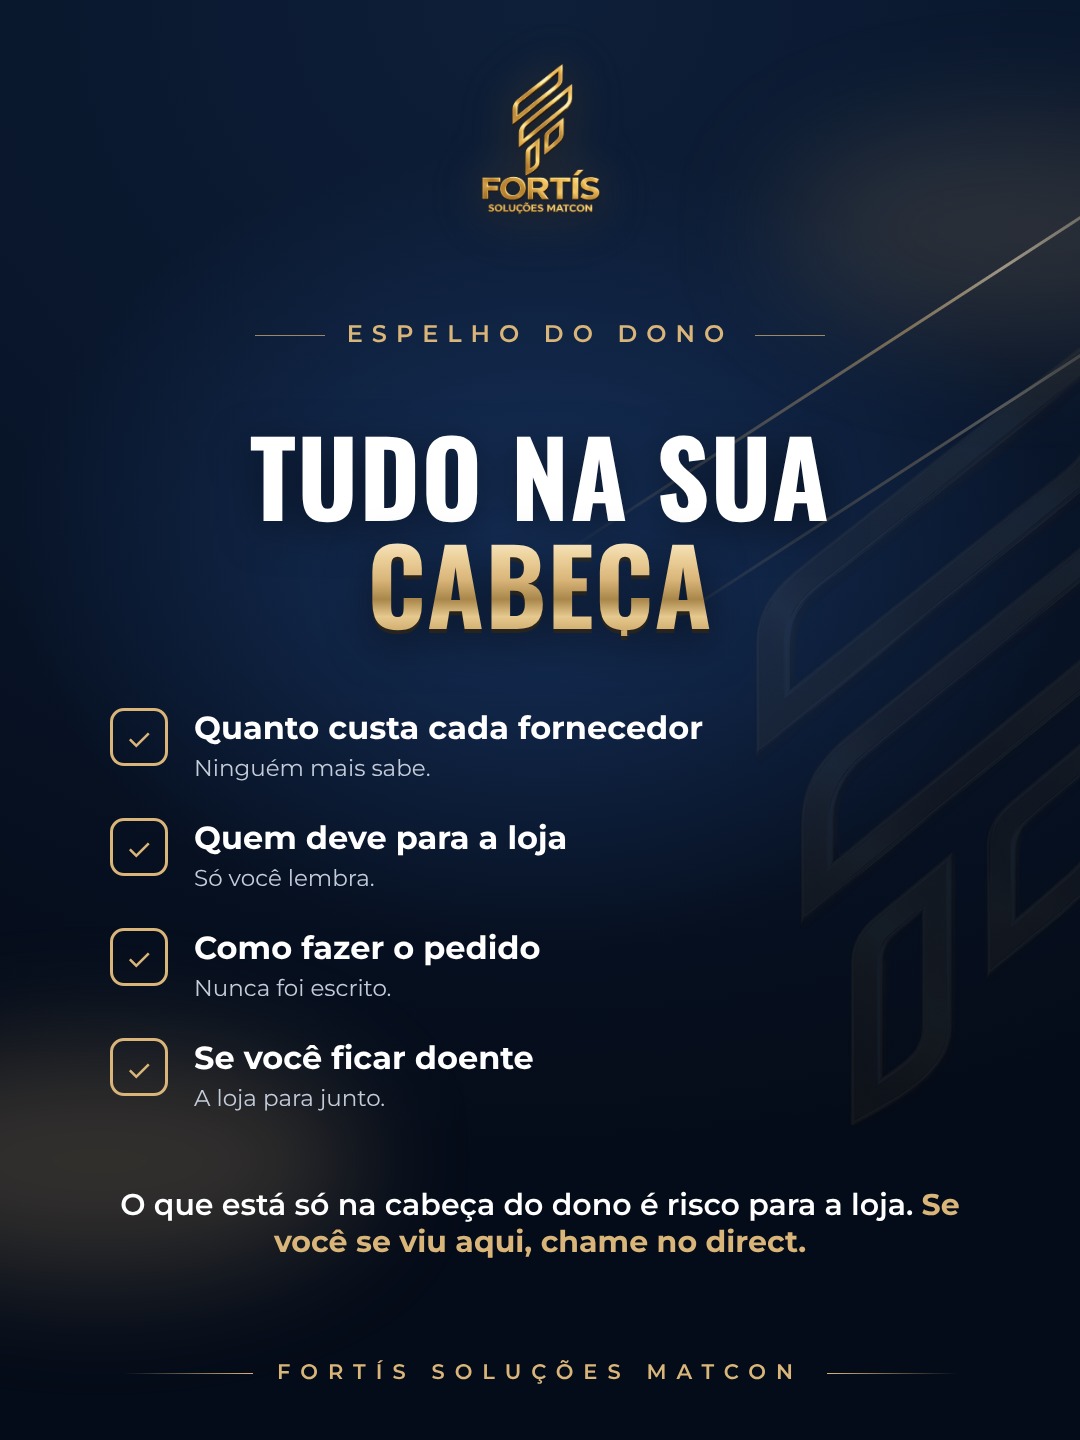 FORTÍS
SOLUÇÕES MATCON
ESPELHO DO DONO
TUDO NA SUA
CABEÇA
Quanto custa cada fornecedor
Ninguém mais sabe.
Quem deve para a loja
Só você lembra.
Como fazer o pedido
Nunca foi escrito.
Se você ficar doente
A loja para junto.
O que está só na cabeça do dono é risco para a loja. Se
você se viu aqui, chame no direct.
FORTÍS SOLUÇÕES MATCON